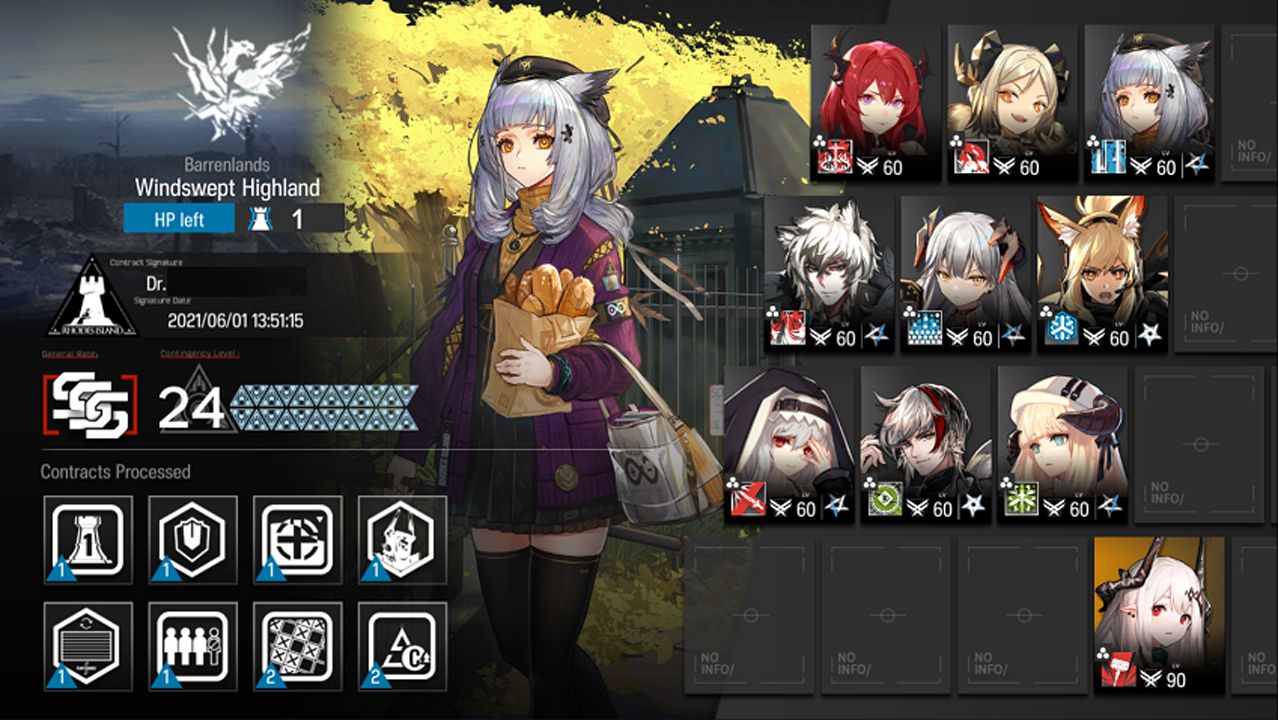 Barrenlands
Windswept Highland
HP left 1
Contract Signature
Dr.
Signature Date
2021/06/01 13:51:15
RHODES ISLAND
General Rate:
Contingency Level:
SSS
24
Contracts Processed
1
1
1
1
1
1
1
2
2
LV 60
LV 60
LV 60
NO INFO/
LV 60
LV 60
LV 60
NO INFO/
LV 60
LV 60
LV 60
NO INFO/
NO INFO/
NO INFO/
NO INFO/
LV 90
NO INFO/